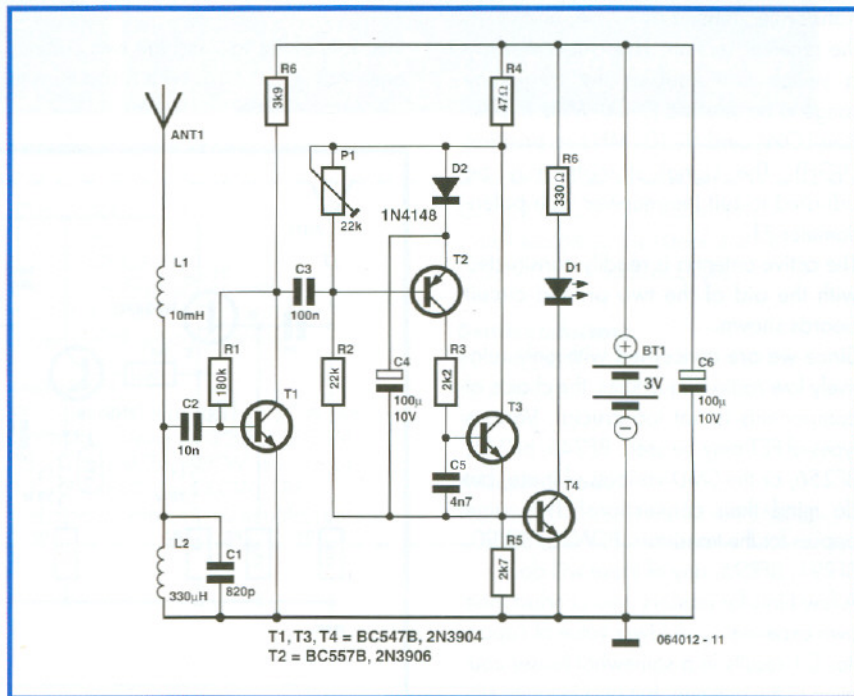 ANT1
L1
10mH
C2
10n
R1
180k
T1
L2
330µH
C1
820p
R6
3k9
C3
100n
P1
22k
R2
22k
D2
1N4148
T2
C4
100µ
10V
R3
2k2
C5
4n7
T3
R4
47Ω
R5
2k7
T4
R6
330Ω
D1
BT1
+
3V
−
C6
100µ
10V
T1, T3, T4 = BC547B, 2N3904
T2 = BC557B, 2N3906
064012 - 11